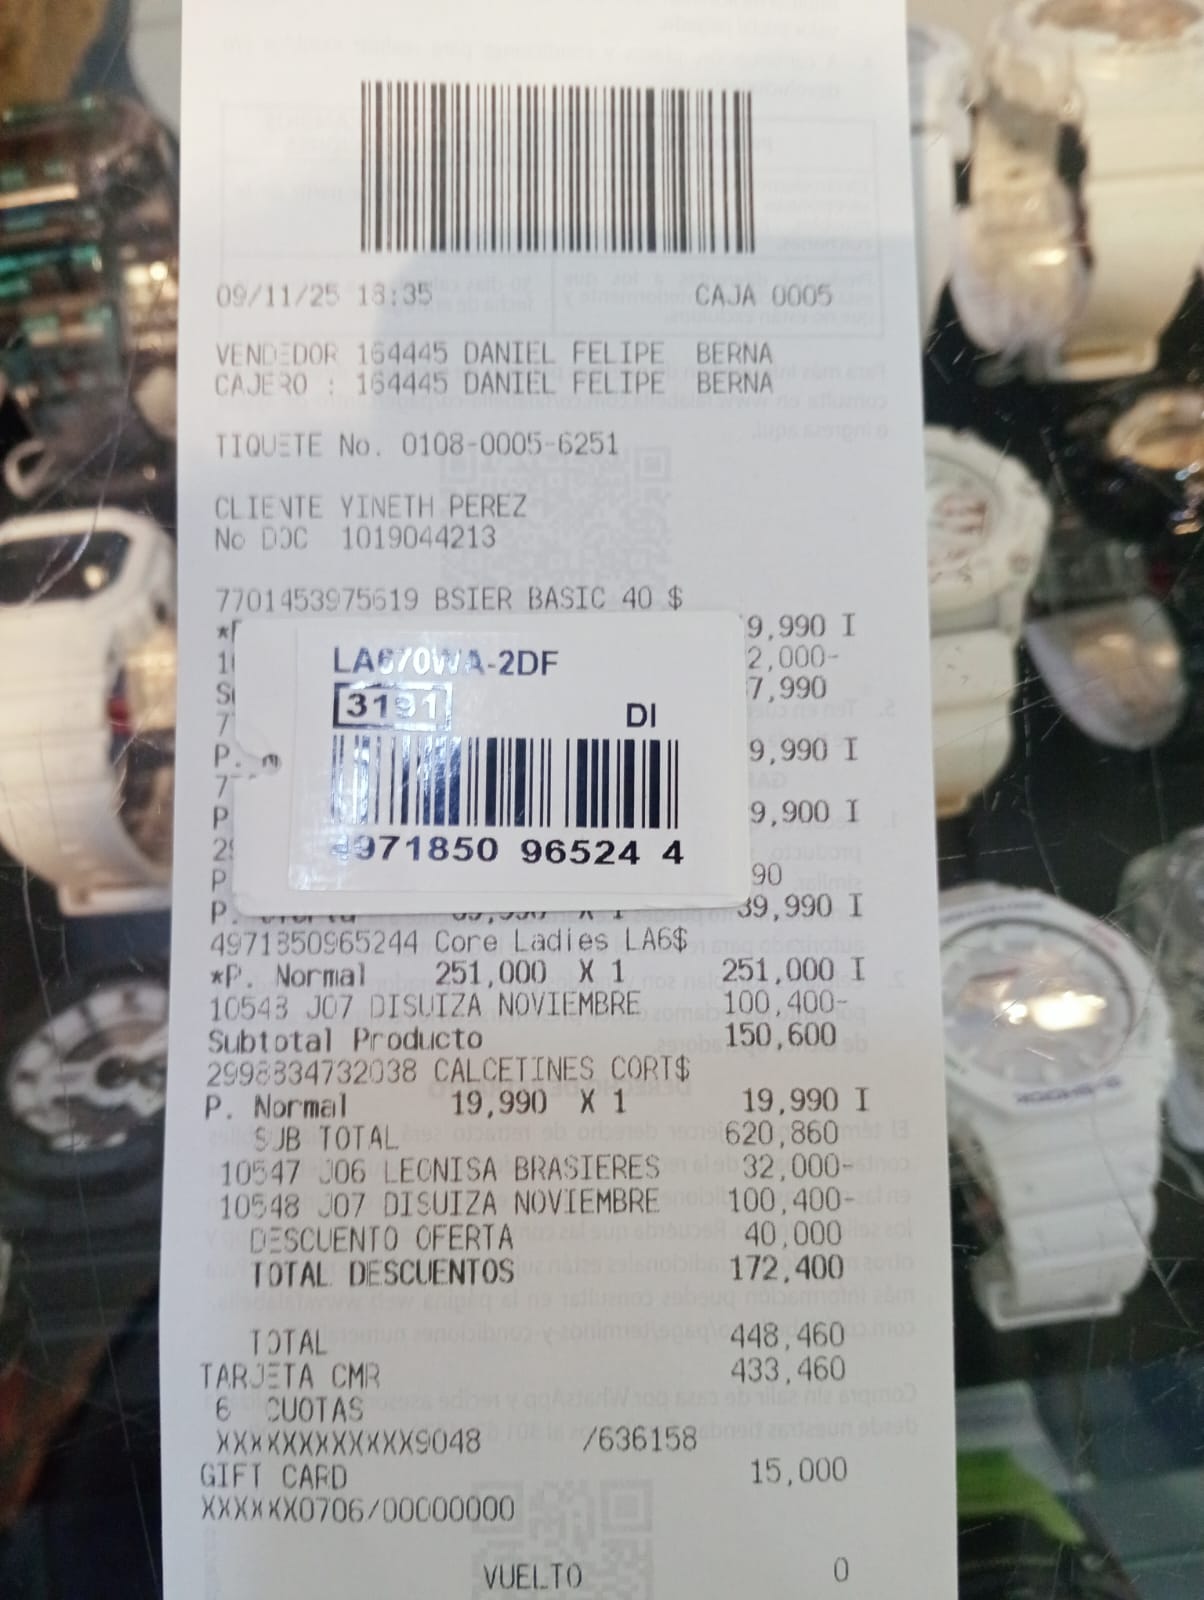 09/11/25 18:35 CAJA 0005
VENDEDOR 164445 DANIEL FELIPE BERNA
CAJERO : 164445 DANIEL FELIPE BERNA
TIQUETE No. 0108-0005-6251
CLIENTE YINETH PEREZ
No DOC 1019044213
7701453975619 BSIER BASIC 40 $
9,990 I
2,000-
7,990
P. 9,990 I
P 9,900 I
P 90
LA670WA-2DF
3191 DI
4971850 96524 4
P. Oferta X 1 39,990 I
4971850965244 Core Ladies LA6$
*P. Normal 251,000 X 1 251,000 I
10543 J07 DISUIZA NOVIEMBRE 100,400-
Subtotal Producto 150,600
2998834732038 CALCETINES CORT$
P. Normal 19,990 X 1 19,990 I
SUB TOTAL 620,860
10547 J06 LEONISA BRASIERES 32,000-
10548 J07 DISUIZA NOVIEMBRE 100,400-
DESCUENTO OFERTA 40,000
TOTAL DESCUENTOS 172,400
TOTAL 448,460
TARJETA CMR 433,460
6 CUOTAS
XXXXXXXXXXXX9048 /636158
GIFT CARD 15,000
XXXXXX0706/00000000
VUELTO 0